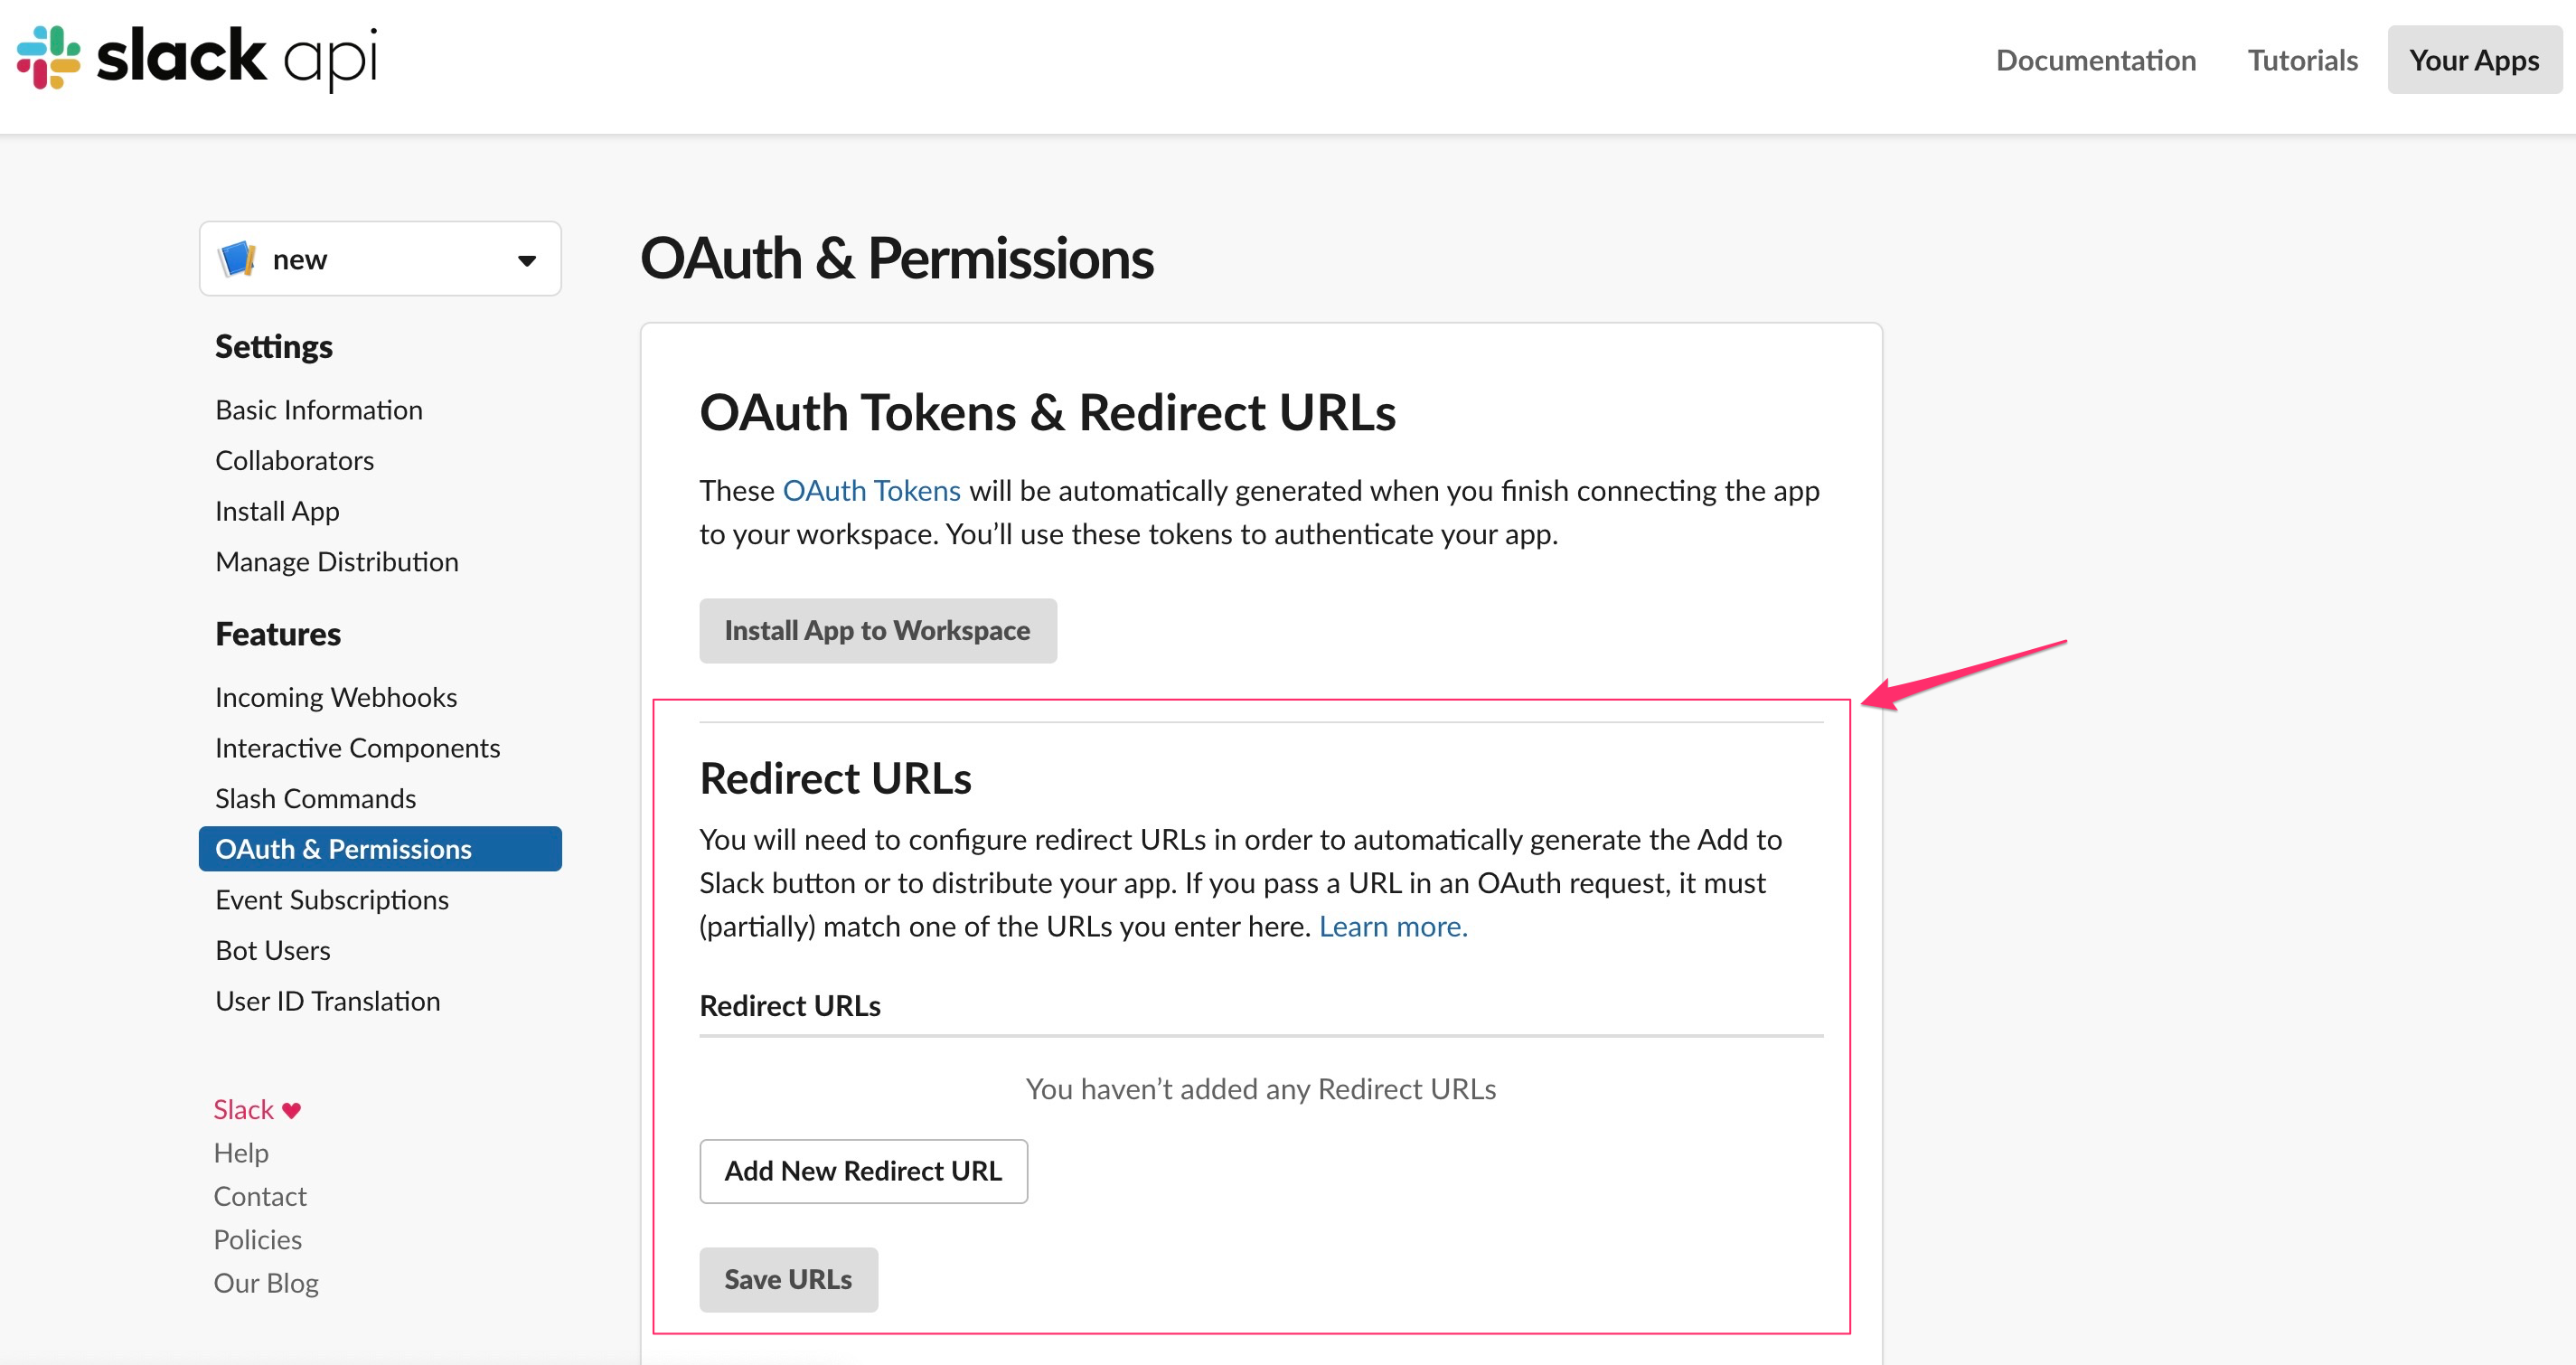 slack api
Documentation
Tutorials
Your Apps
new
Settings
Basic Information
Collaborators
Install App
Manage Distribution
Features
Incoming Webhooks
Interactive Components
Slash Commands
OAuth & Permissions
Event Subscriptions
Bot Users
User ID Translation
Slack
Help
Contact
Policies
Our Blog
OAuth & Permissions
OAuth Tokens & Redirect URLs
These OAuth Tokens will be automatically generated when you finish connecting the app
to your workspace. You’ll use these tokens to authenticate your app.
Install App to Workspace
Redirect URLs
You will need to configure redirect URLs in order to automatically generate the Add to
Slack button or to distribute your app. If you pass a URL in an OAuth request, it must
(partially) match one of the URLs you enter here. Learn more.
Redirect URLs
You haven’t added any Redirect URLs
Add New Redirect URL
Save URLs